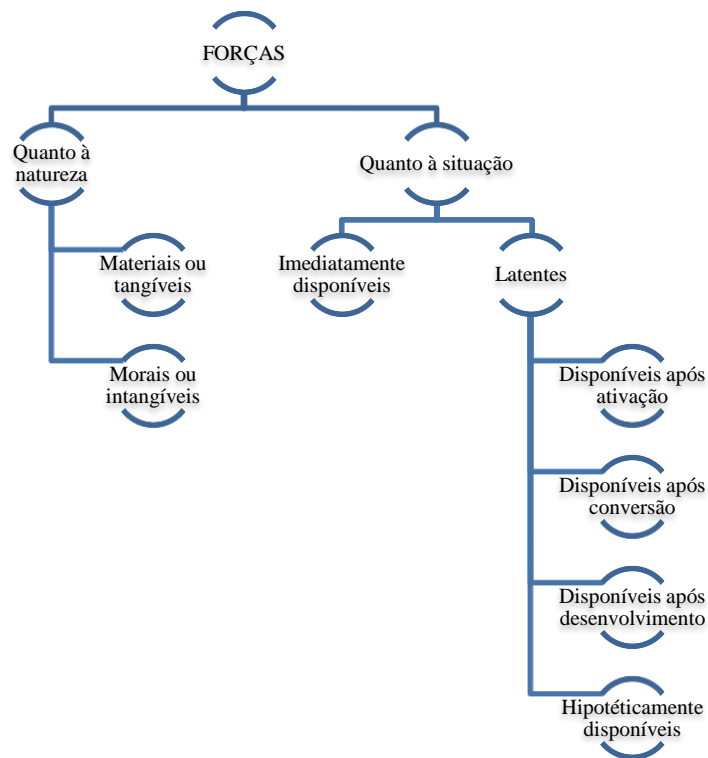 FORÇAS
Quanto à
natureza
Quanto à situação
Materiais ou
tangíveis
Imediatamente
disponíveis
Latentes
Morais ou
intangíveis
Disponíveis após
ativação
Disponíveis após
conversão
Disponíveis após
desenvolvimento
Hipotéticamente
disponíveis